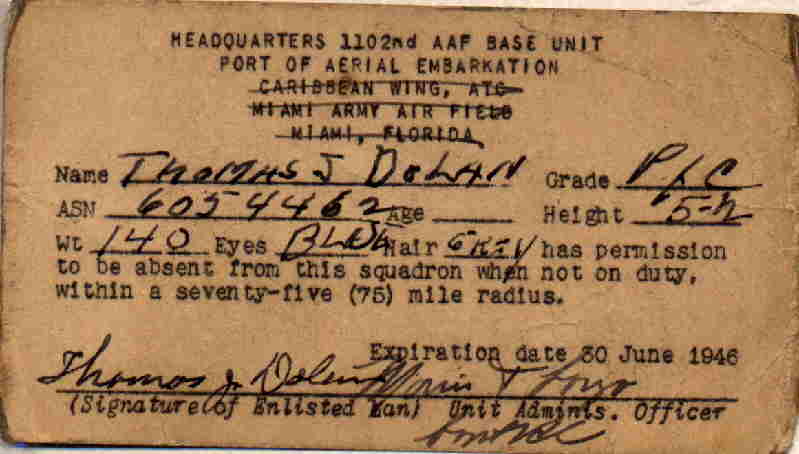 HEADQUARTERS 1102nd AAF BASE UNIT
PORT OF AERIAL EMBARKATION
CARIBBEAN WING, ATC
MIAMI ARMY AIR FIELD
MIAMI, FLORIDA
Name THOMAS J DOLAN Grade PFC
ASN 6054462 Age Height 5-
Wt 140 Eyes BLUE Hair GREY has permission
to be absent from this squadron when not on duty,
within a seventy-five (75) mile radius.
Expiration date 30 June 1946
Thomas J. Dolan
(Signature of Enlisted Man) Unit Adminis. Officer